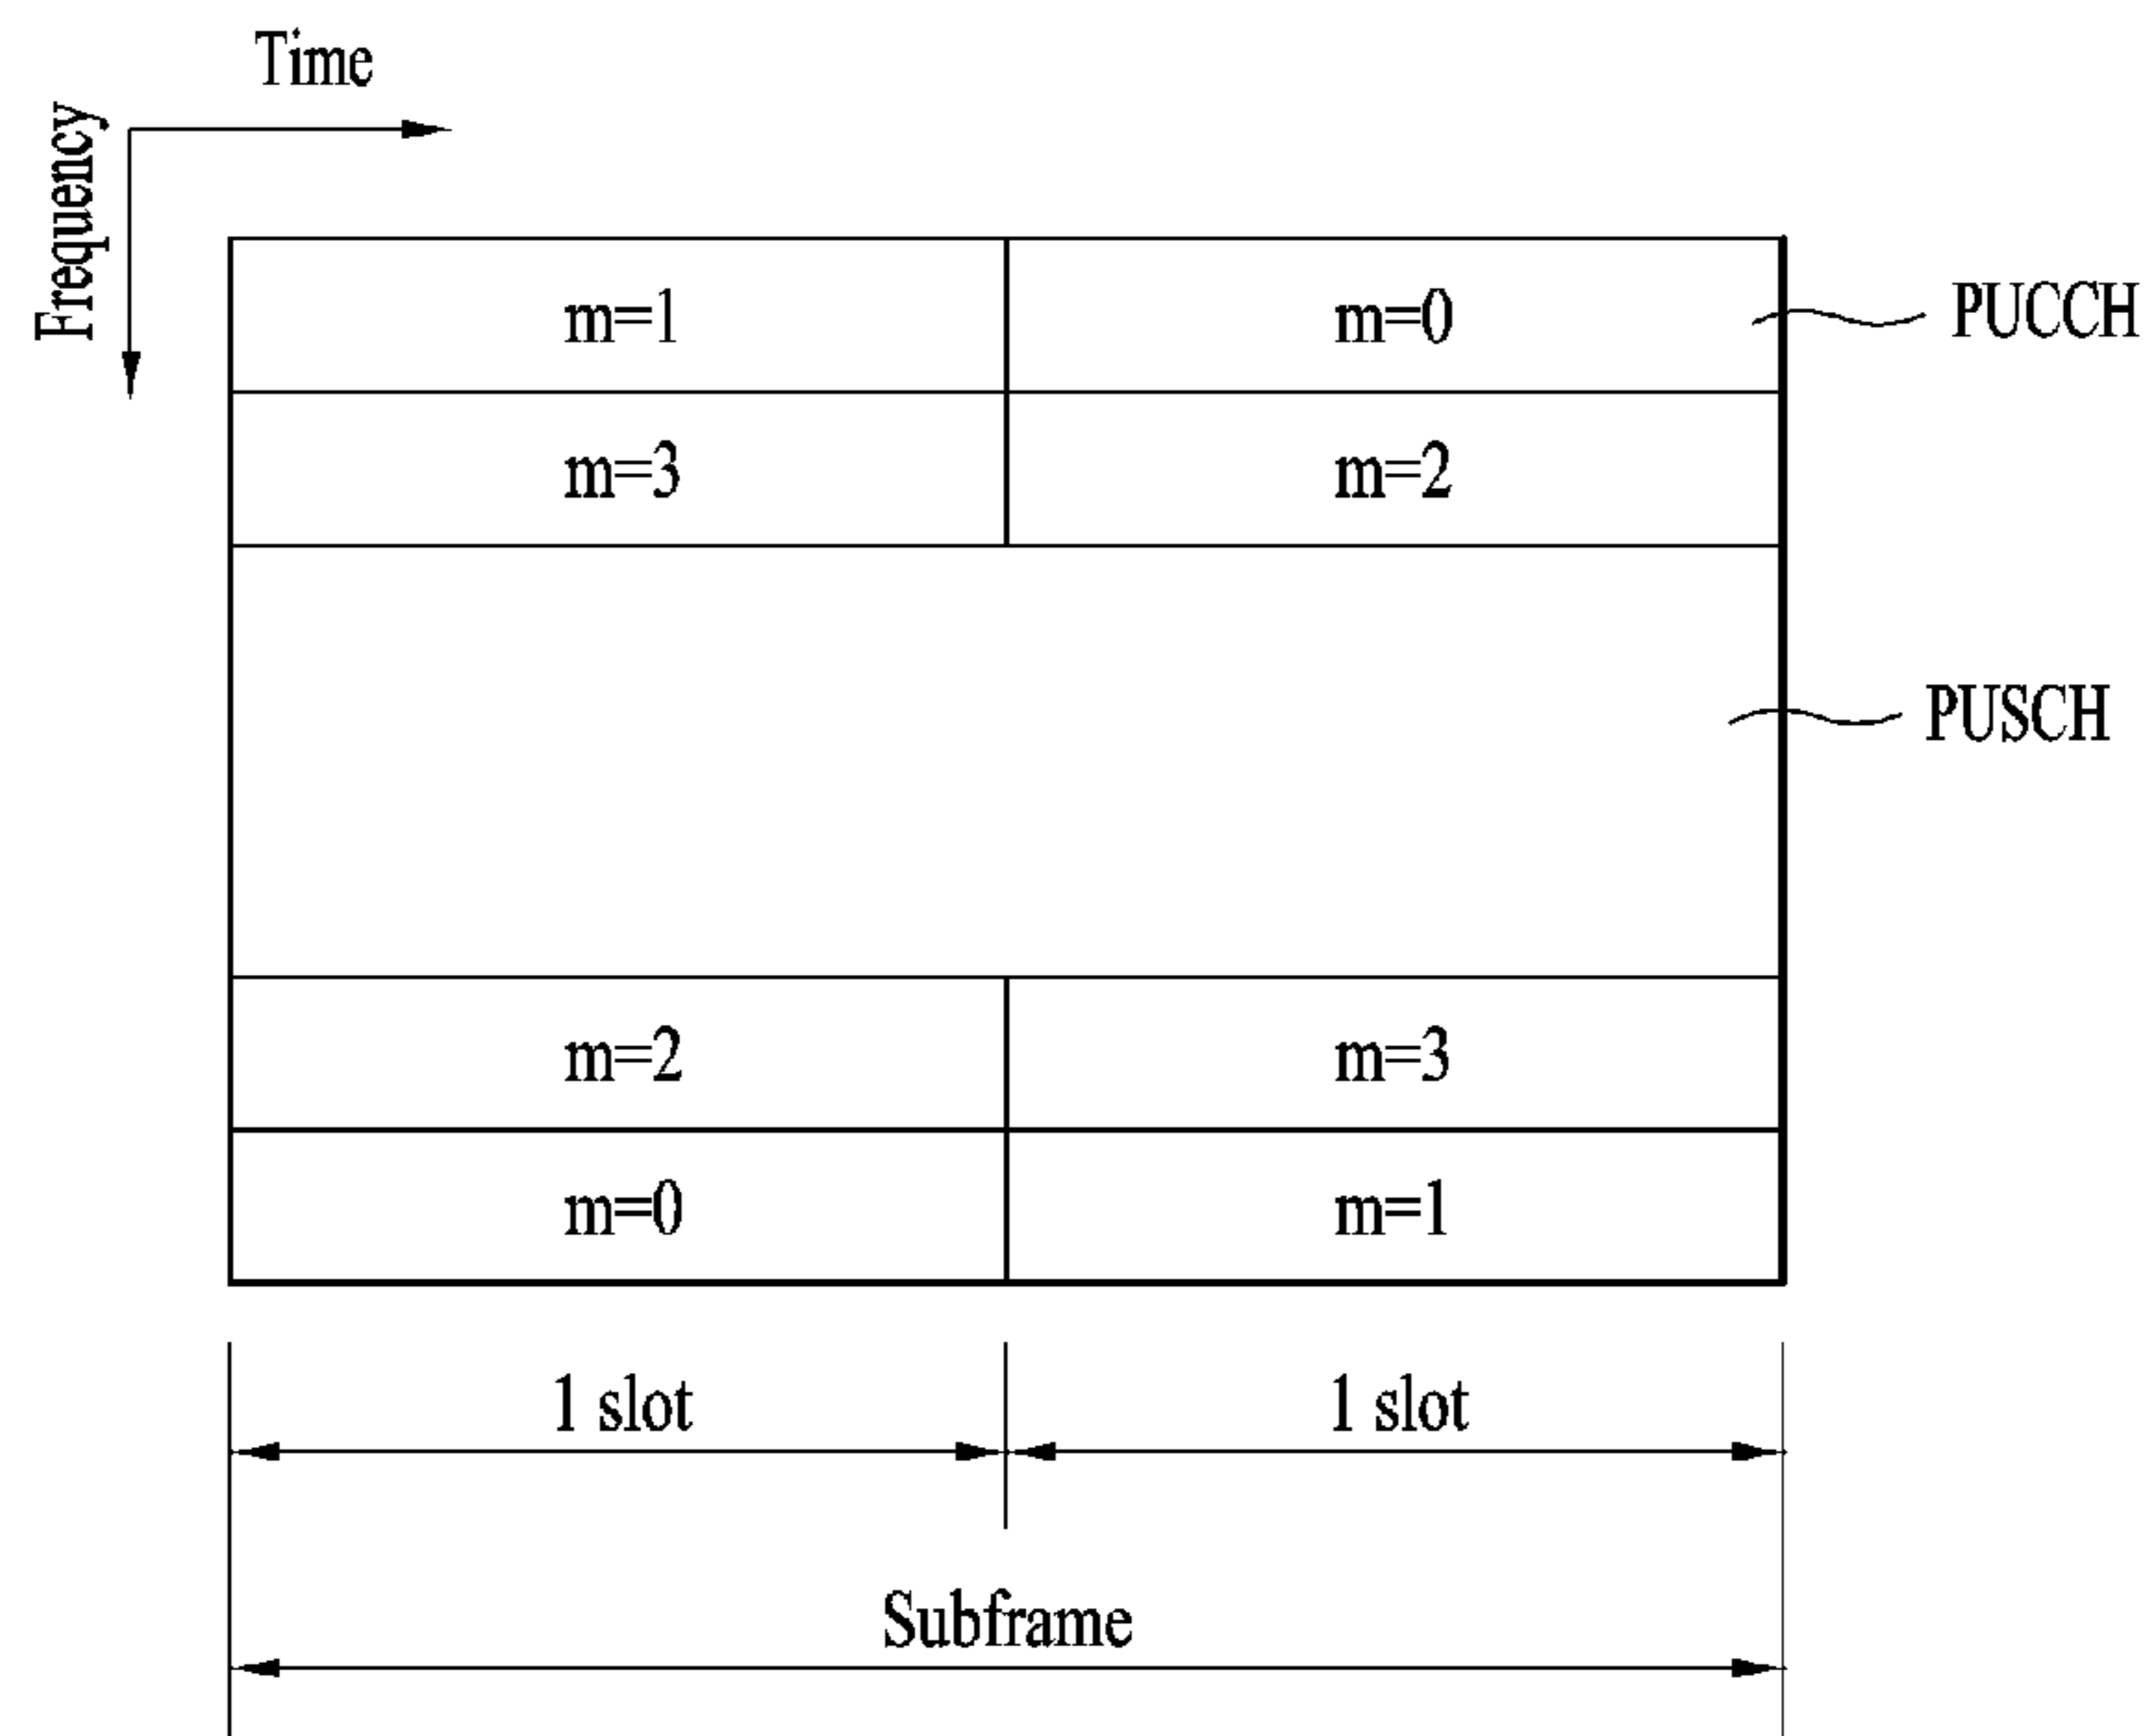 Time
Frequency
m=1 m=0 PUCCH
m=3 m=2
PUSCH
m=2 m=3
m=0 m=1
1 slot 1 slot
Subframe